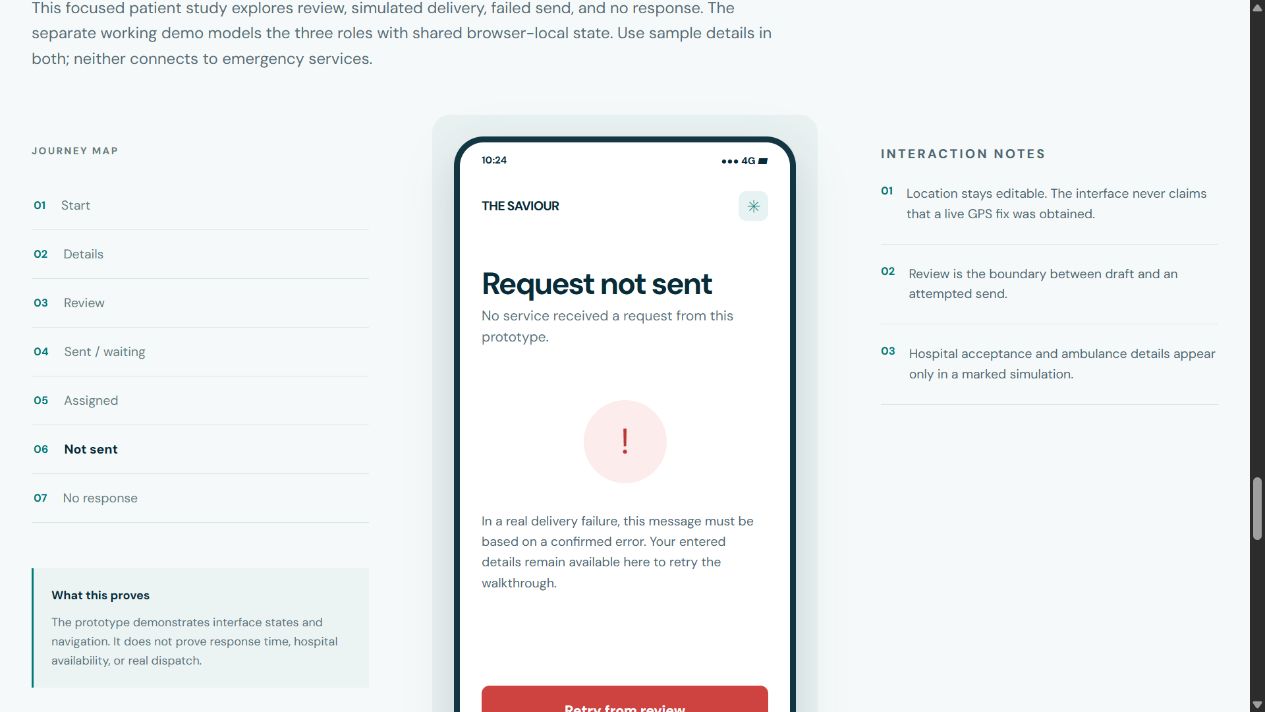 This focused patient study explores review, simulated delivery, failed send, and no response. The
separate working demo models the three roles with shared browser-local state. Use sample details in
both; neither connects to emergency services.
JOURNEY MAP
01 Start
02 Details
03 Review
04 Sent / waiting
05 Assigned
06 Not sent
07 No response
What this proves
The prototype demonstrates interface states and
navigation. It does not prove response time, hospital
availability, or real dispatch.
10:24
●●● 4G
THE SAVIOUR
Request not sent
No service received a request from this
prototype.
!
In a real delivery failure, this message must be
based on a confirmed error. Your entered
details remain available here to retry the
walkthrough.
Retry from review
INTERACTION NOTES
01 Location stays editable. The interface never claims
that a live GPS fix was obtained.
02 Review is the boundary between draft and an
attempted send.
03 Hospital acceptance and ambulance details appear
only in a marked simulation.